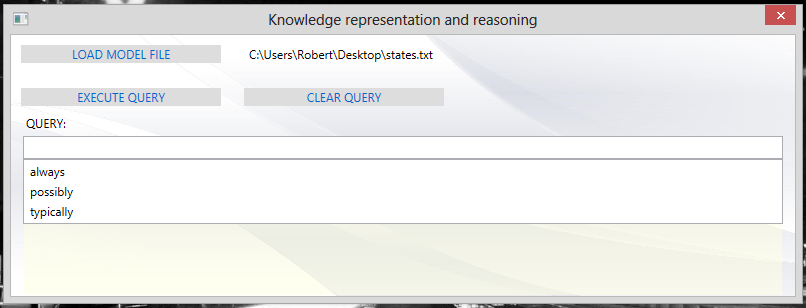 Knowledge representation and reasoning
LOAD MODEL FILE C:\Users\Robert\Desktop\states.txt
EXECUTE QUERY CLEAR QUERY
QUERY:
always
possibly
typically